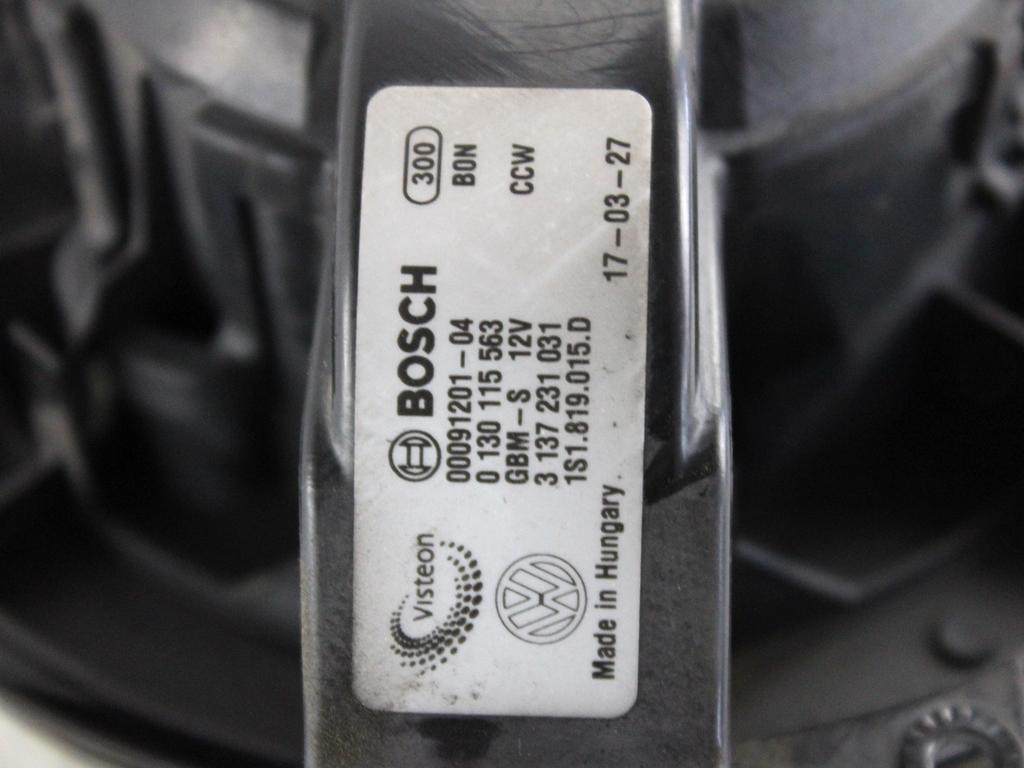 Visteon
BOSCH
300
00091201-04
BON
0 130 115 563
GBM-S 12V
CCW
3 137 231 031
1S1.819.015.D
Made in Hungary
17-03-27